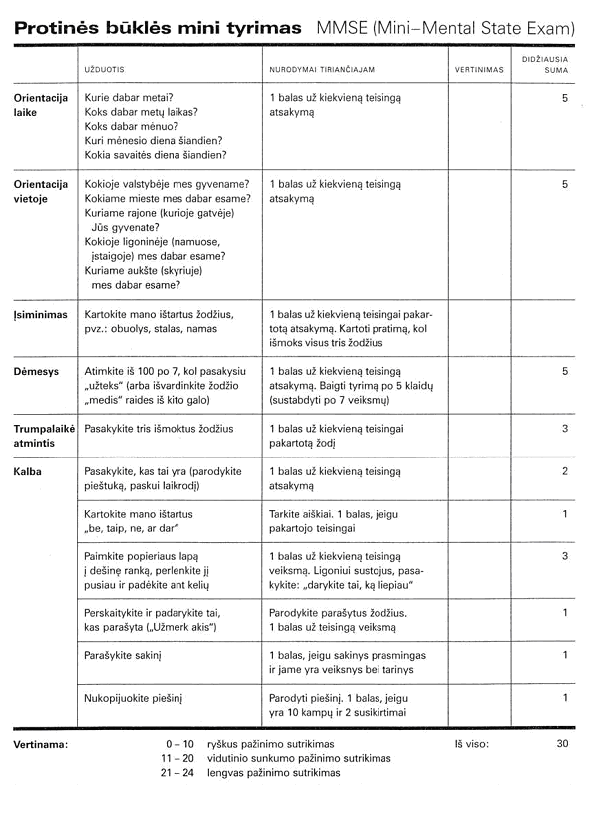 Protinės būklės mini tyrimas MMSE (Mini–Mental State Exam)
UŽDUOTIS NURODYMAI TIRIANČIAJAM VERTINIMAS DIDŽIAUSIA SUMA
Orientacija laike
Kurie dabar metai?
Koks dabar metų laikas?
Koks dabar mėnuo?
Kuri mėnesio diena šiandien?
Kokia savaitės diena šiandien?
1 balas už kiekvieną teisingą
atsakymą
5
Orientacija vietoje
Kokioje valstybėje mes gyvename?
Kokiame mieste mes dabar esame?
Kuriame rajone (kurioje gatvėje)
Jūs gyvenate?
Kokioje ligoninėje (namuose,
įstaigoje) mes dabar esame?
Kuriame aukšte (skyriuje)
mes dabar esame?
1 balas už kiekvieną teisingą
atsakymą
5
Įsiminimas
Kartokite mano ištartus žodžius,
pvz.: obuolys, stalas, namas
1 balas už kiekvieną teisingai pakar-
totą atsakymą. Kartoti pratimą, kol
išmoks visus tris žodžius
Dėmesys
Atimkite iš 100 po 7, kol pasakysiu
„užteks“ (arba išvardinkite žodžio
„medis“ raides iš kito galo)
1 balas už kiekvieną teisingą
atsakymą. Baigti tyrimą po 5 klaidų
(sustabdyti po 7 veiksmų)
5
Trumpalaikė
atmintis
Pasakykite tris išmoktus žodžius
1 balas už kiekvieną teisingai
pakartotą žodį
3
Kalba
Pasakykite, kas tai yra (parodykite
pieštuką, paskui laikrodį)
1 balas už kiekvieną teisingą
atsakymą
2
Kartokite mano ištartus
„be, taip, ne, ar dar“
Tarkite aiškiai. 1 balas, jeigu
pakartojo teisingai
1
Paimkite popieriaus lapą
į dešinę ranką, perlenkite jį
pusiau ir padėkite ant kelių
1 balas už kiekvieną teisingą
veiksmą. Ligoniui sustojus, pasa-
kykite: „darykite tai, ką liepiau“
3
Perskaitykite ir padarykite tai,
kas parašyta („Užmerk akis“)
Parodykite parašytus žodžius.
1 balas už teisingą veiksmą
1
Parašykite sakinį
1 balas, jeigu sakinys prasmingas
ir jame yra veiksnys bei tarinys
1
Nukopijuokite piešinį
Parodyti piešinį. 1 balas, jeigu
yra 10 kampų ir 2 susikirtimai
1
Vertinama: 0 – 10 ryškus pažinimo sutrikimas Iš viso: 30
11 – 20 vidutinio sunkumo pažinimo sutrikimas
21 – 24 lengvas pažinimo sutrikimas